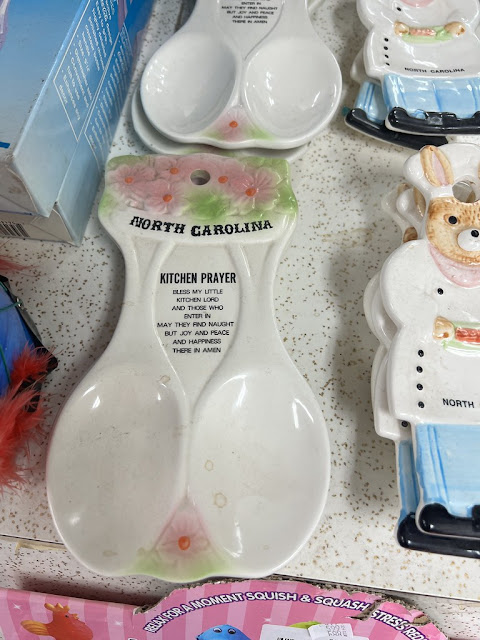 ENTER IN
MAY THEY FIND NAUGHT
BUT JOY AND PEACE
AND HAPPINESS
THERE IN AMEN
NORTH CAROLINA
NORTH CAROLINA
KITCHEN PRAYER
BLESS MY LITTLE
KITCHEN LORD
AND THOSE WHO
ENTER IN
MAY THEY FIND NAUGHT
BUT JOY AND PEACE
AND HAPPINESS
THERE IN AMEN
NORTH
RELAX FOR A MOMENT SQUISH & SQUASH STRESS